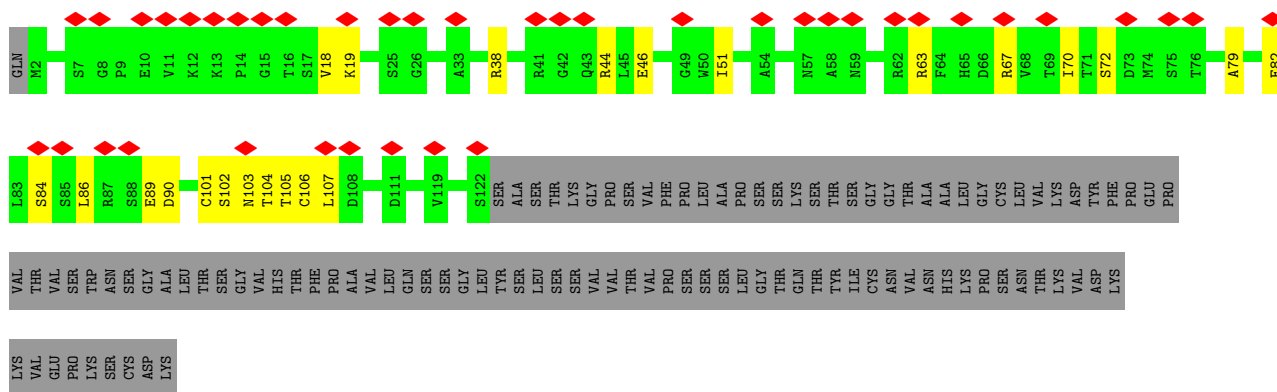 GLN M2 S7 G8 P9 E10 V11 K12 K13 P14 G15 T16 S17 V18 K19 S25 G26 A33 R38 R41 G42 Q43 R44 L45 E46 G49 W50 I51 A54 N57 A58 N59 R62 R63 F64 H65 D66 R67 V68 T69 I70 T71 S72 D73 M74 S75 T76 A79 E82
L83 S84 S85 L86 R87 S88 E89 D90 C101 S102 N103 T104 T105 C106 L107 D108 D111 V119 S122 SER ALA SER THR LYS GLY PRO SER VAL PHE PRO LEU ALA PRO SER SER LYS SER THR SER GLY GLY THR ALA ALA LEU GLY CYS LEU VAL LYS ASP TYR PHE PRO GLU PRO
VAL THR VAL SER TRP ASN SER GLY ALA LEU THR SER GLY VAL HIS THR PHE PRO ALA VAL LEU GLN SER SER GLY LEU TYR SER LEU SER SER VAL VAL THR VAL PRO SER SER SER LEU GLY THR GLN THR TYR ILE CYS ASN VAL ASN HIS LYS PRO SER ASN THR LYS VAL ASP LYS
LYS VAL GLU PRO LYS SER CYS ASP LYS